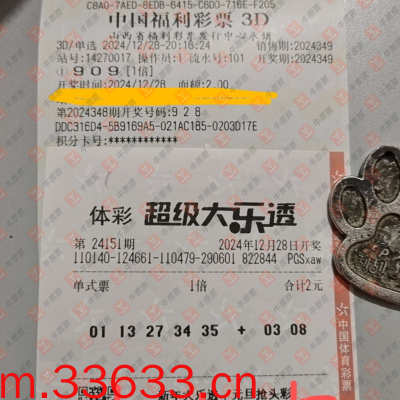 C8A0-7AED-8EDB-6415-C6D0-716E-F205
中国福利彩票3D
山西省福利彩票发行中心承销
3D/单选 2024/12/28-20:16:24 销售期:2024349
站号:14270017 操作员:1 流水号:101 开奖期:2024349
① 9 0 9 [1倍]
开奖时间:2024/12/28 面额:2.00
第2024348期开奖号码:9 2 8
DDC316D4-5B9169A5-021AC1B5-0203D17E
积分卡号:************
体彩 超级大乐透
第 24151期 2024年12月28日开奖
110140-124661-110479-290601 822844 PGSxaw
单式票 1倍 合计2元
01 13 27 34 35 + 03 08
中国体育彩票
元旦抢头彩
m.33633.cn